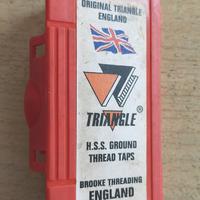 ORIGINAL TRIANGLE
ENGLAND
TRIANGLE ®
H.S.S. GROUND
THREAD TAPS
BROOKE THREADING
ENGLAND